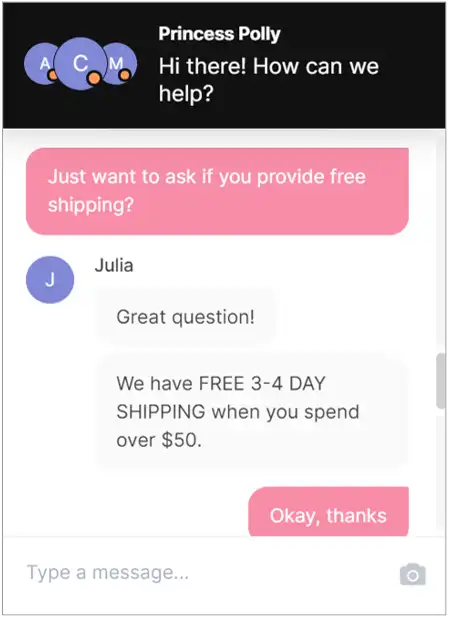 Princess Polly
A C M
Hi there! How can we
help?
Just want to ask if you provide free
shipping?
Julia
J
Great question!
We have FREE 3-4 DAY
SHIPPING when you spend
over $50.
Okay, thanks
Type a message...